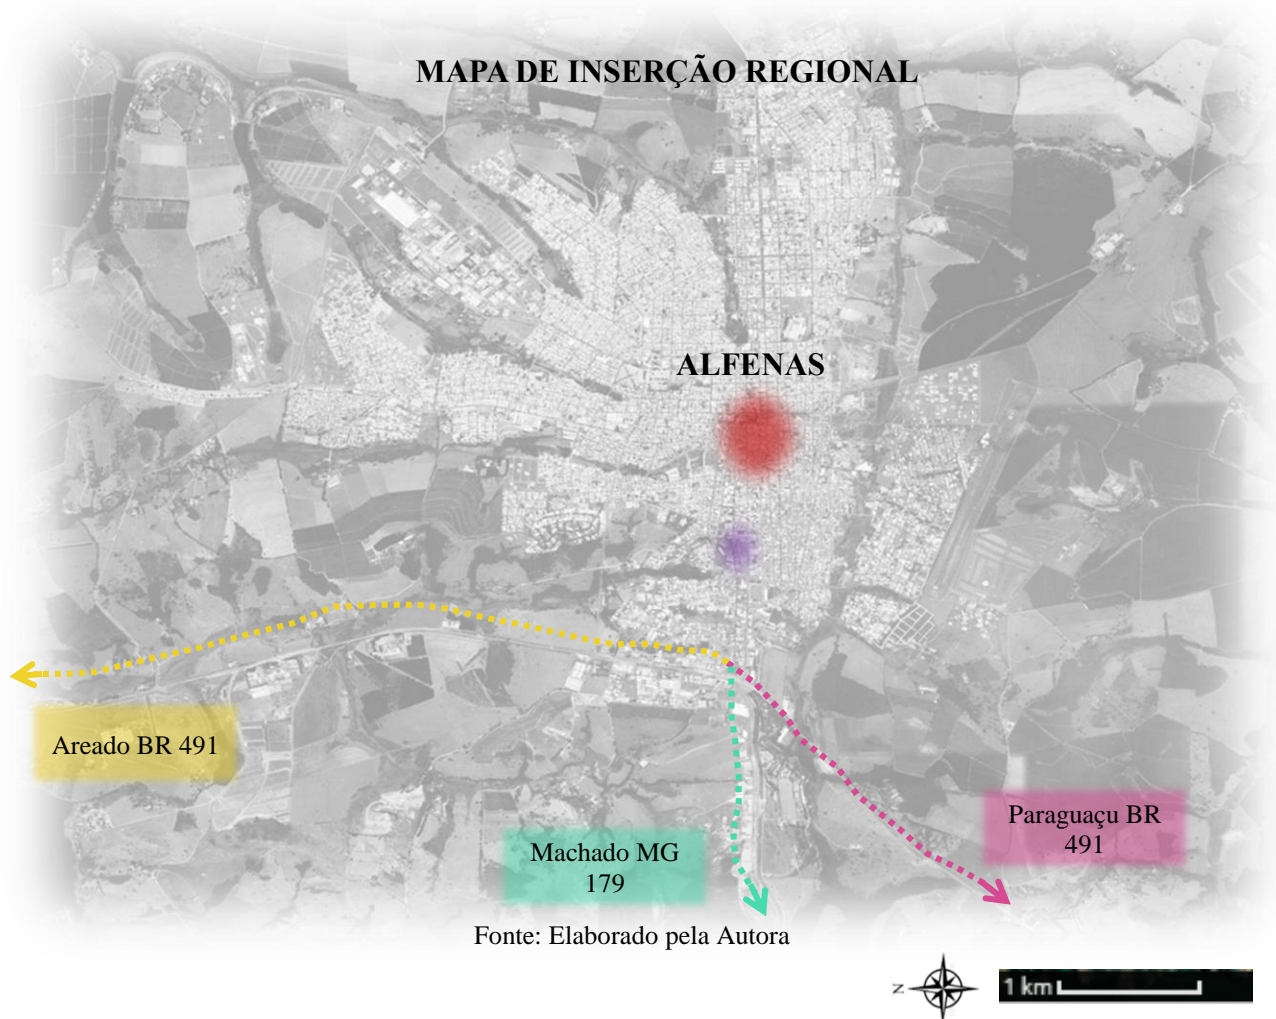 MAPA DE INSERÇÃO REGIONAL
ALFENAS
Areado BR 491
Paraguaçu BR
491
Machado MG
179
Fonte: Elaborado pela Autora
N
1 km